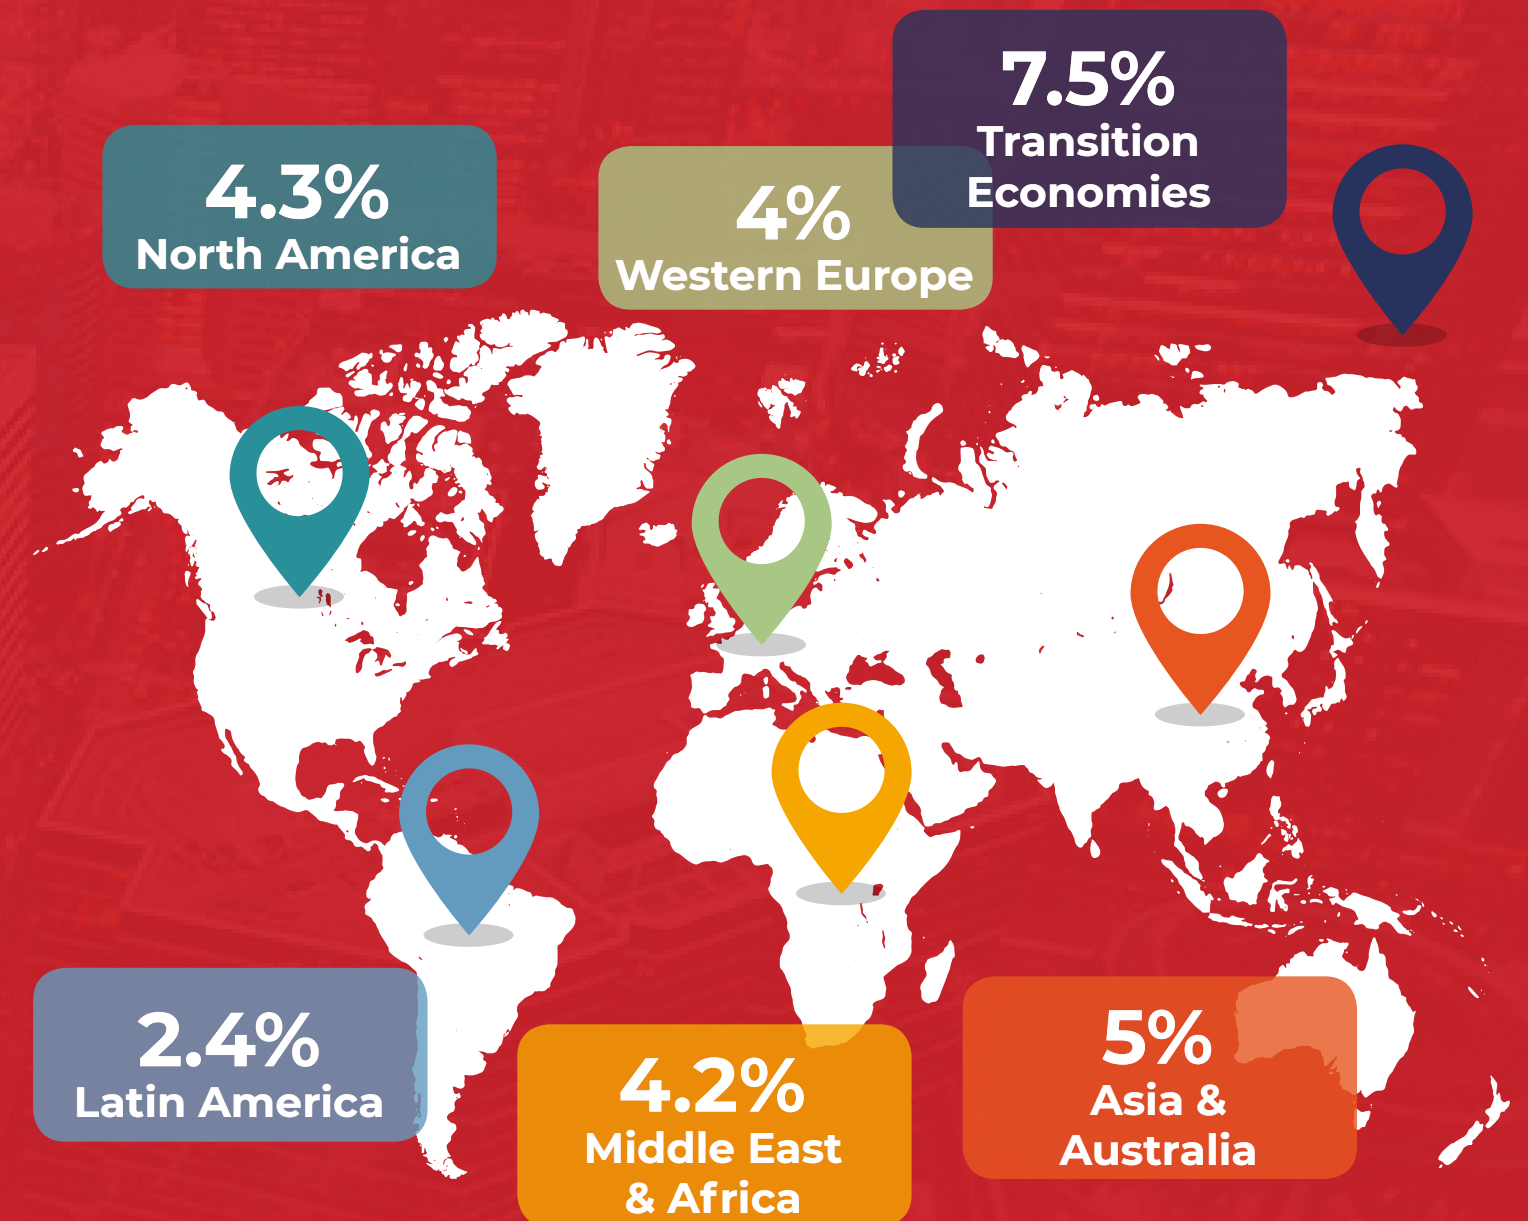 7.5%
Transition
Economies
4.3%
North America
4%
Western Europe
2.4%
Latin America
4.2%
Middle East
& Africa
5%
Asia &
Australia